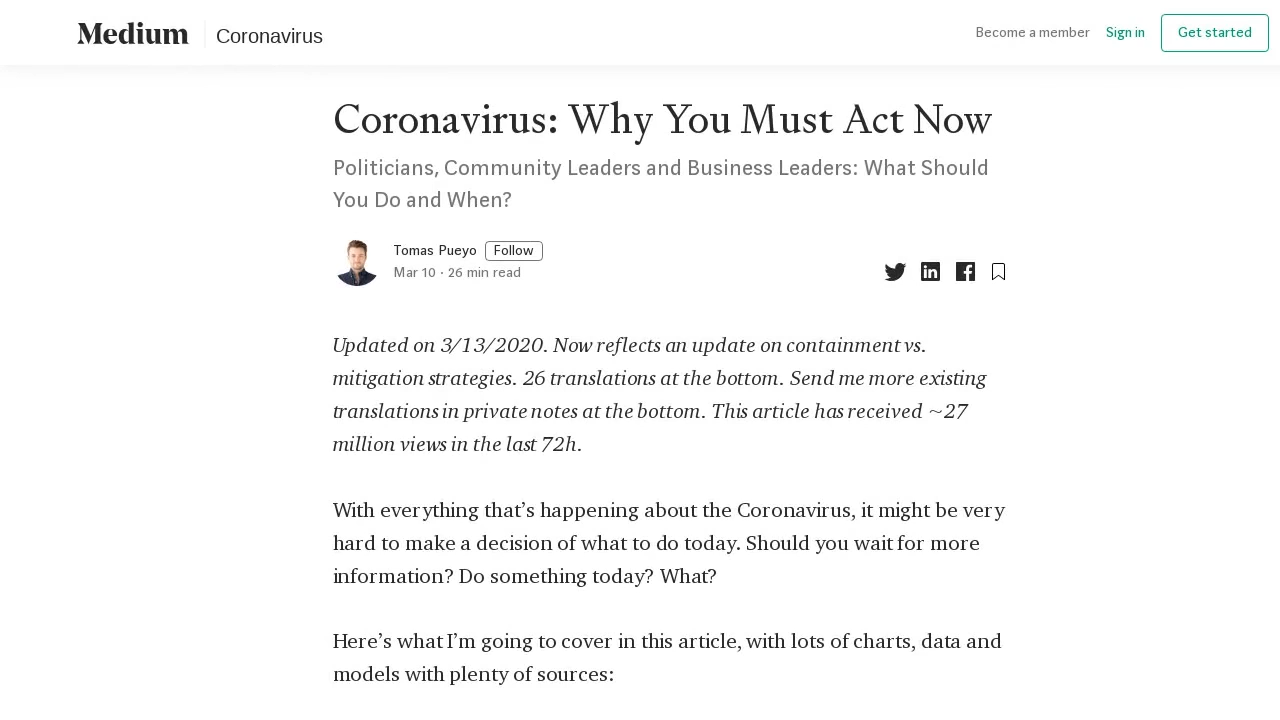 Medium Coronavirus Become a member Sign in Get started
Coronavirus: Why You Must Act Now
Politicians, Community Leaders and Business Leaders: What Should
You Do and When?
Tomas Pueyo Follow
Mar 10 · 26 min read
Updated on 3/13/2020. Now reflects an update on containment vs.
mitigation strategies. 26 translations at the bottom. Send me more existing
translations in private notes at the bottom. This article has received ~27
million views in the last 72h.
With everything that’s happening about the Coronavirus, it might be very
hard to make a decision of what to do today. Should you wait for more
information? Do something today? What?
Here’s what I’m going to cover in this article, with lots of charts, data and
models with plenty of sources: